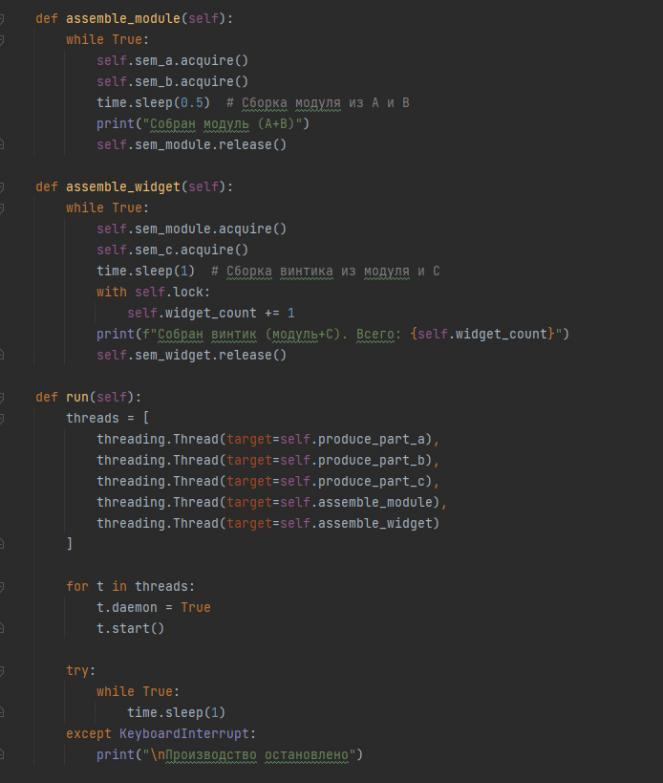 def assemble_module(self):
    while True:
        self.sem_a.acquire()
        self.sem_b.acquire()
        time.sleep(0.5)  # Сборка модуля из A и B
        print("Собран модуль (A+B)")
        self.sem_module.release()

def assemble_widget(self):
    while True:
        self.sem_module.acquire()
        self.sem_c.acquire()
        time.sleep(1)  # Сборка винтика из модуля и C
        with self.lock:
            self.widget_count += 1
        print(f"Собран винтик (модуль+C). Всего: {self.widget_count}")
        self.sem_widget.release()

def run(self):
    threads = [
        threading.Thread(target=self.produce_part_a),
        threading.Thread(target=self.produce_part_b),
        threading.Thread(target=self.produce_part_c),
        threading.Thread(target=self.assemble_module),
        threading.Thread(target=self.assemble_widget)
    ]

    for t in threads:
        t.daemon = True
        t.start()

    try:
        while True:
            time.sleep(1)
    except KeyboardInterrupt:
        print("\nПроизводство остановлено")